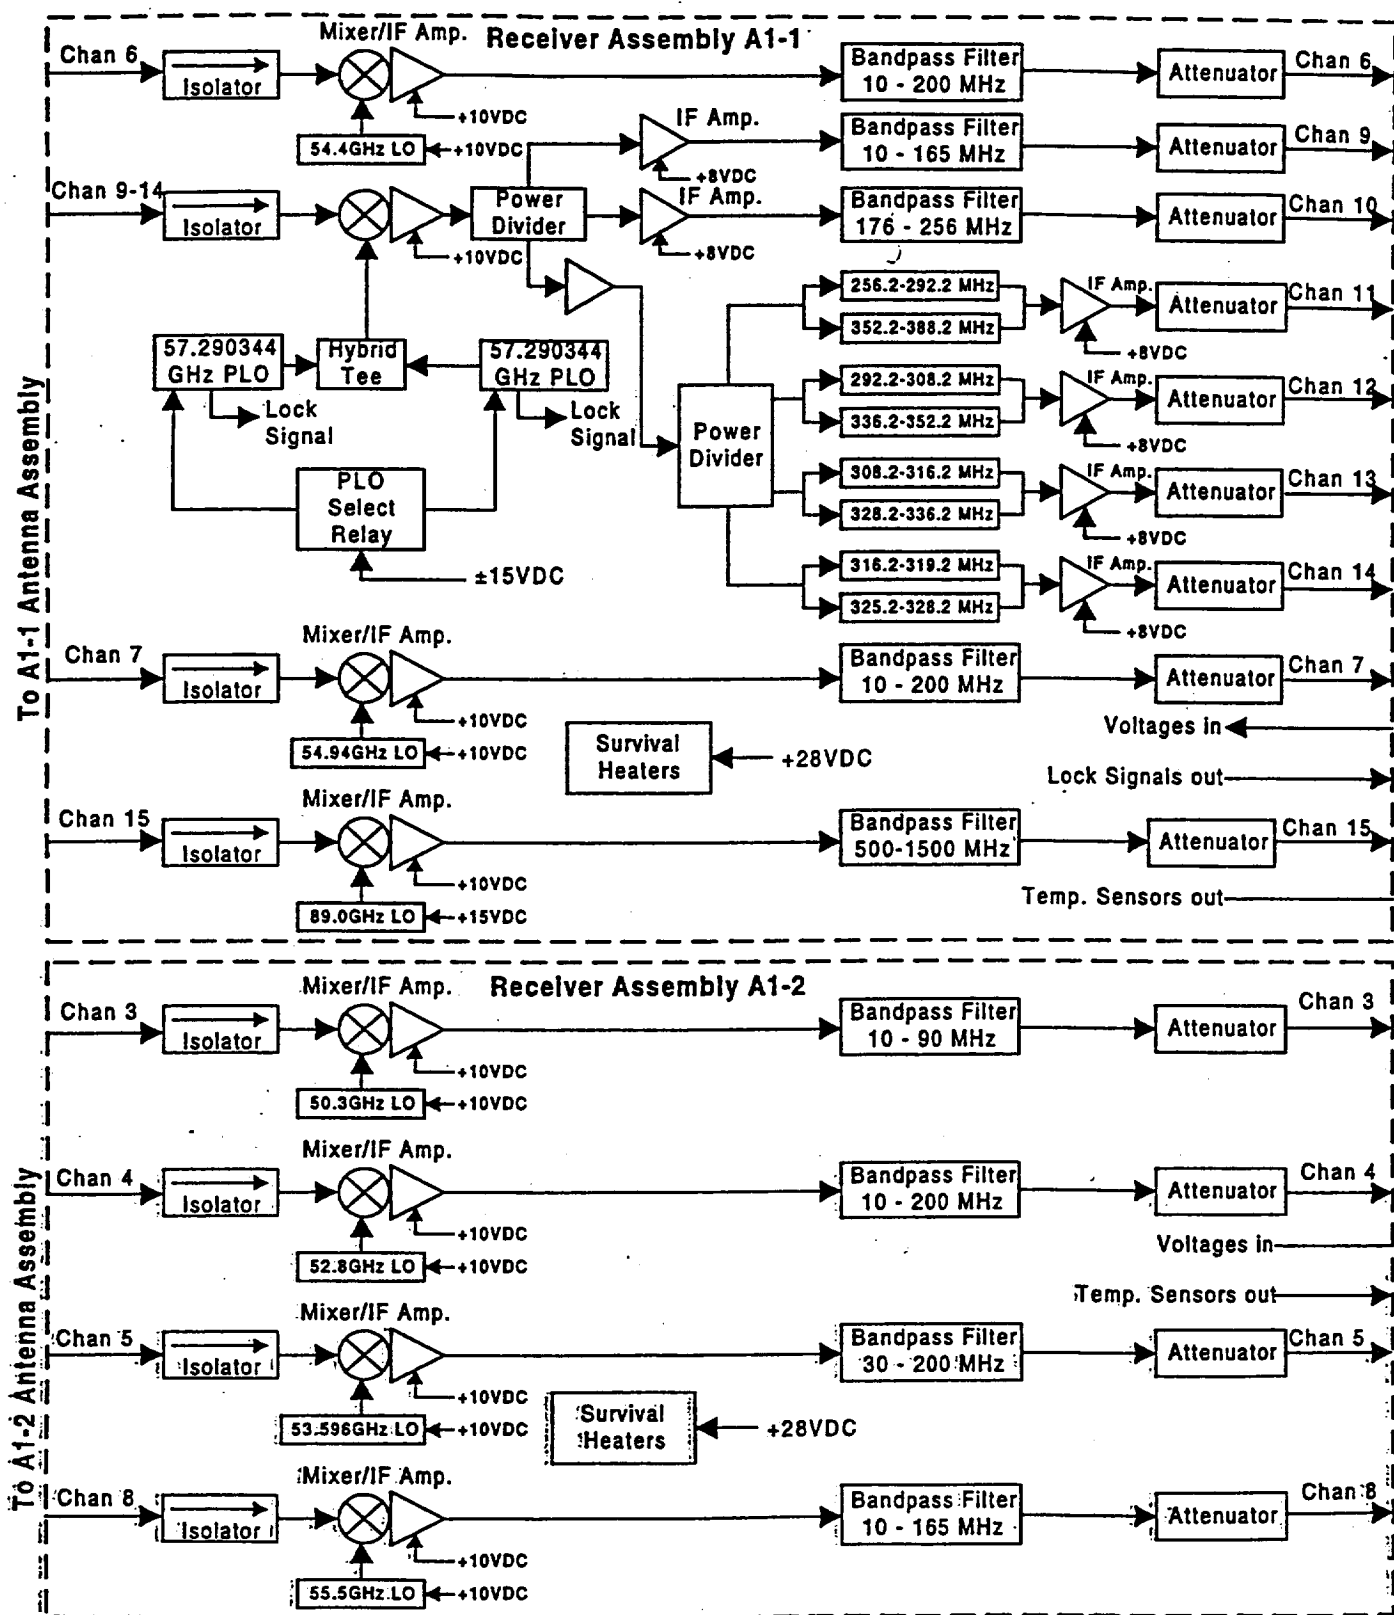 Receiver Assembly A1-1
To A1-1 Antenna Assembly
Mixer/IF Amp.
Chan 6
Isolator
+10VDC
54.4GHz LO
+10VDC
Bandpass Filter
10 - 200 MHz
Attenuator
Chan 6
IF Amp.
+8VDC
Bandpass Filter
10 - 165 MHz
Attenuator
Chan 9
Chan 9-14
Isolator
+10VDC
Power
Divider
IF Amp.
+8VDC
Bandpass Filter
176 - 256 MHz
Attenuator
Chan 10
57.290344
GHz PLO
Hybrid
Tee
57.290344
GHz PLO
Lock
Signal
Lock
Signal
PLO
Select
Relay
±15VDC
Power
Divider
256.2-292.2 MHz
352.2-388.2 MHz
IF Amp.
+8VDC
Attenuator
Chan 11
292.2-308.2 MHz
336.2-352.2 MHz
IF Amp.
+8VDC
Attenuator
Chan 12
308.2-316.2 MHz
328.2-336.2 MHz
IF Amp.
+8VDC
Attenuator
Chan 13
316.2-319.2 MHz
325.2-328.2 MHz
IF Amp.
+8VDC
Attenuator
Chan 14
Mixer/IF Amp.
Chan 7
Isolator
+10VDC
54.94GHz LO
+10VDC
Bandpass Filter
10 - 200 MHz
Attenuator
Chan 7
Survival
Heaters
+28VDC
Voltages in
Lock Signals out
Mixer/IF Amp.
Chan 15
Isolator
+10VDC
89.0GHz LO
+15VDC
Bandpass Filter
500-1500 MHz
Attenuator
Chan 15
Temp. Sensors out
Receiver Assembly A1-2
To A1-2 Antenna Assembly
Mixer/IF Amp.
Chan 3
Isolator
+10VDC
50.3GHz LO
+10VDC
Bandpass Filter
10 - 90 MHz
Attenuator
Chan 3
Mixer/IF Amp.
Chan 4
Isolator
+10VDC
52.8GHz LO
+10VDC
Bandpass Filter
10 - 200 MHz
Attenuator
Chan 4
Voltages in
Temp. Sensors out
Mixer/IF Amp.
Chan 5
Isolator
+10VDC
53.596GHz LO
+10VDC
Bandpass Filter
30 - 200 MHz
Attenuator
Chan 5
Survival
Heaters
+28VDC
Mixer/IF Amp.
Chan 8
Isolator
+10VDC
55.5GHz LO
+10VDC
Bandpass Filter
10 - 165 MHz
Attenuator
Chan 8